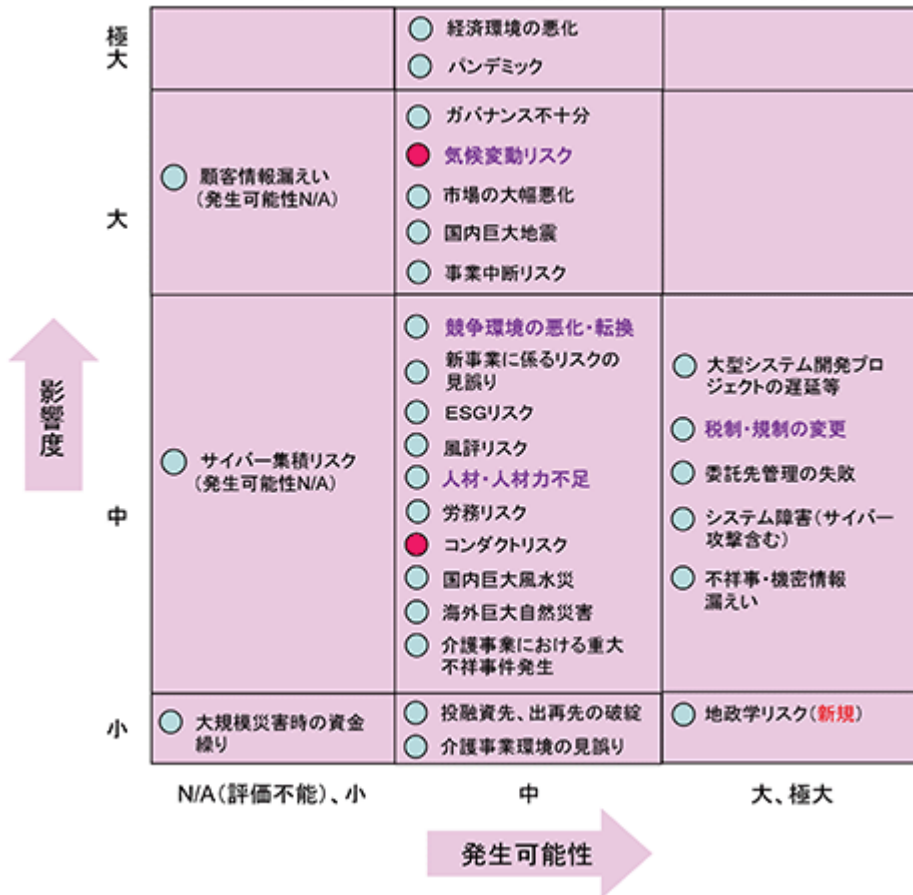 極大
経済環境の悪化
パンデミック
大
顧客情報漏えい
(発生可能性N/A)
ガバナンス不十分
気候変動リスク
市場の大幅悪化
国内巨大地震
事業中断リスク
影響度
中
サイバー集積リスク
(発生可能性N/A)
競争環境の悪化・転換
新事業に係るリスクの
見誤り
ESGリスク
風評リスク
人材・人材力不足
労務リスク
コンダクトリスク
国内巨大風水災
海外巨大自然災害
介護事業における重大
不祥事件発生
大型システム開発プロ
ジェクトの遅延等
税制・規制の変更
委託先管理の失敗
システム障害(サイバー
攻撃含む)
不祥事・機密情報
漏えい
小
大規模災害時の資金
繰り
投融資先、出再先の破綻
介護事業環境の見誤り
地政学リスク(新規)
N/A(評価不能)、小
中
大、極大
発生可能性